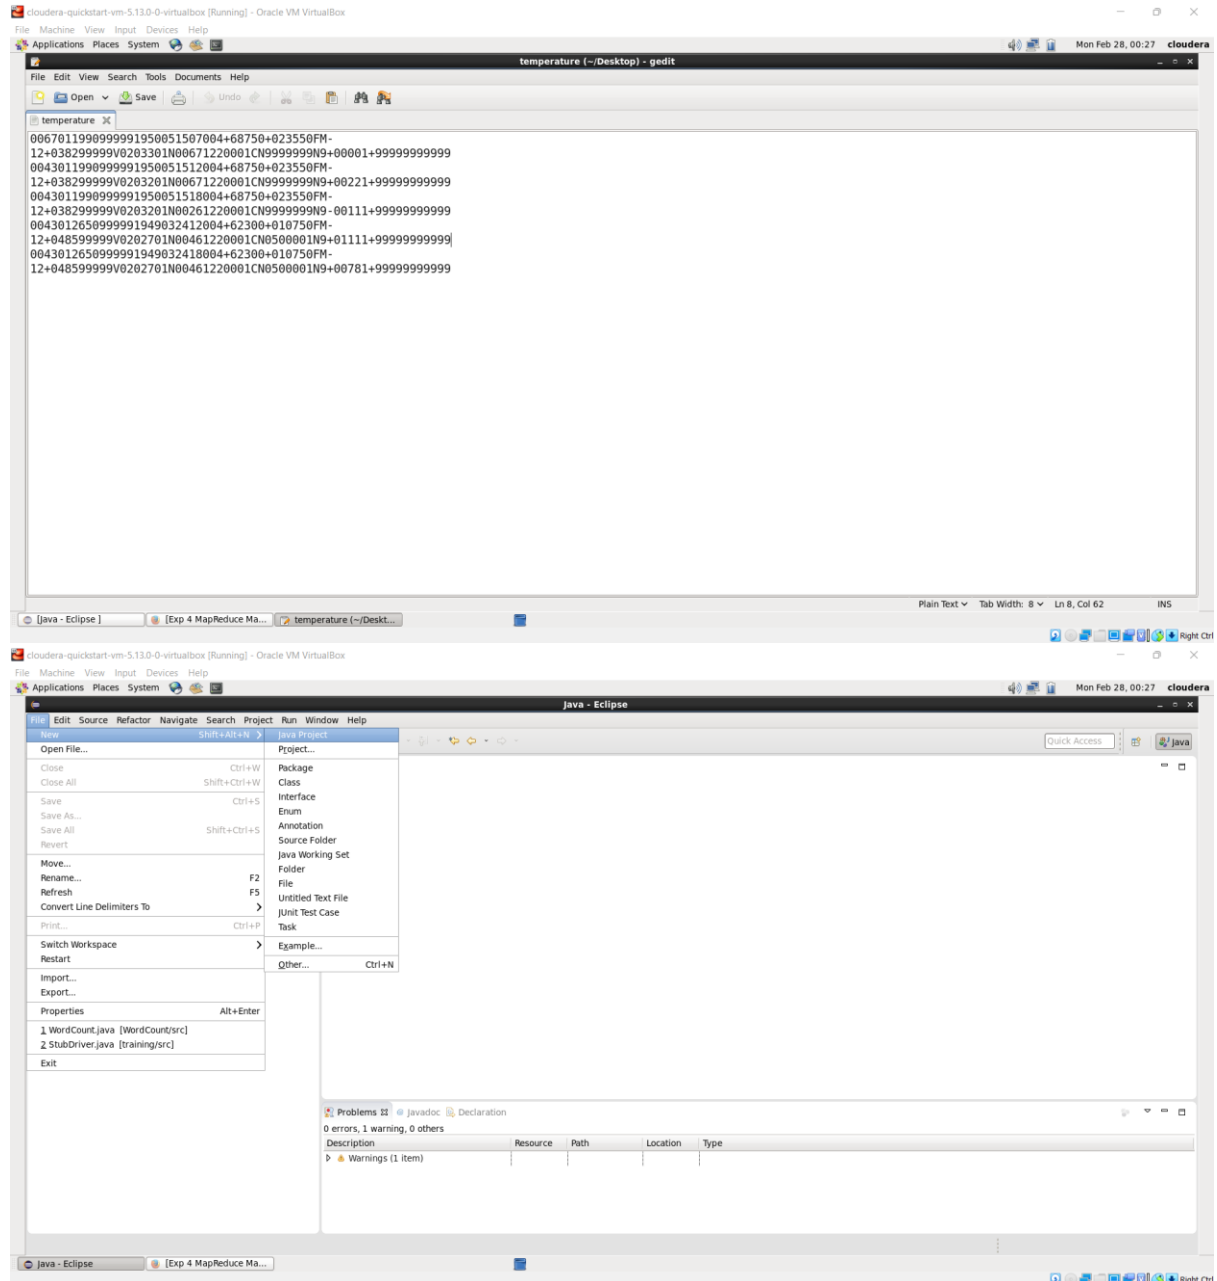 cloudera-quickstart-vm-5.13.0-0-virtualbox [Running] - Oracle VM VirtualBox
File Machine View Input Devices Help
Applications Places System Mon Feb 28, 00:27 cloudera
temperature (~/Desktop) - gedit
File Edit View Search Tools Documents Help
Open Save Undo
temperature
0067011990999991950051507004+68750+023550FM-
12+038299999V0203301N00671220001CN9999999N9+00001+99999999999
0043011990999991950051512004+68750+023550FM-
12+038299999V0203201N00671220001CN9999999N9+00221+99999999999
0043011990999991950051518004+68750+023550FM-
12+038299999V0203201N00261220001CN9999999N9-00111+99999999999
0043012650999991949032412004+62300+010750FM-
12+048599999V0202701N00461220001CN0500001N9+01111+99999999999
0043012650999991949032418004+62300+010750FM-
12+048599999V0202701N00461220001CN0500001N9+00781+99999999999
Plain Text Tab Width: 8 Ln 8, Col 62 INS
[Java - Eclipse ] [Exp 4 MapReduce Ma... temperature (~/Deskt...
Right Ctrl
cloudera-quickstart-vm-5.13.0-0-virtualbox [Running] - Oracle VM VirtualBox
File Machine View Input Devices Help
Applications Places System Mon Feb 28, 00:27 cloudera
Java - Eclipse
File Edit Source Refactor Navigate Search Project Run Window Help
New Shift+Alt+N Java Project
Quick Access Java
Open File... Project...
Close Ctrl+W Package
Close All Shift+Ctrl+W Class
Interface
Save Ctrl+S
Enum
Save As...
Annotation
Save All Shift+Ctrl+S
Source Folder
Revert
Java Working Set
Move...
Folder
Rename... F2
File
Refresh F5
Untitled Text File
Convert Line Delimiters To
JUnit Test Case
Print... Ctrl+P Task
Switch Workspace Example...
Restart
Other... Ctrl+N
Import...
Export...
Properties Alt+Enter
1 WordCount.java [WordCount/src]
2 StubDriver.java [training/src]
Exit
Problems Javadoc Declaration
0 errors, 1 warning, 0 others
Description Resource Path Location Type
Warnings (1 item)
Java - Eclipse [Exp 4 MapReduce Ma...
Right Ctrl